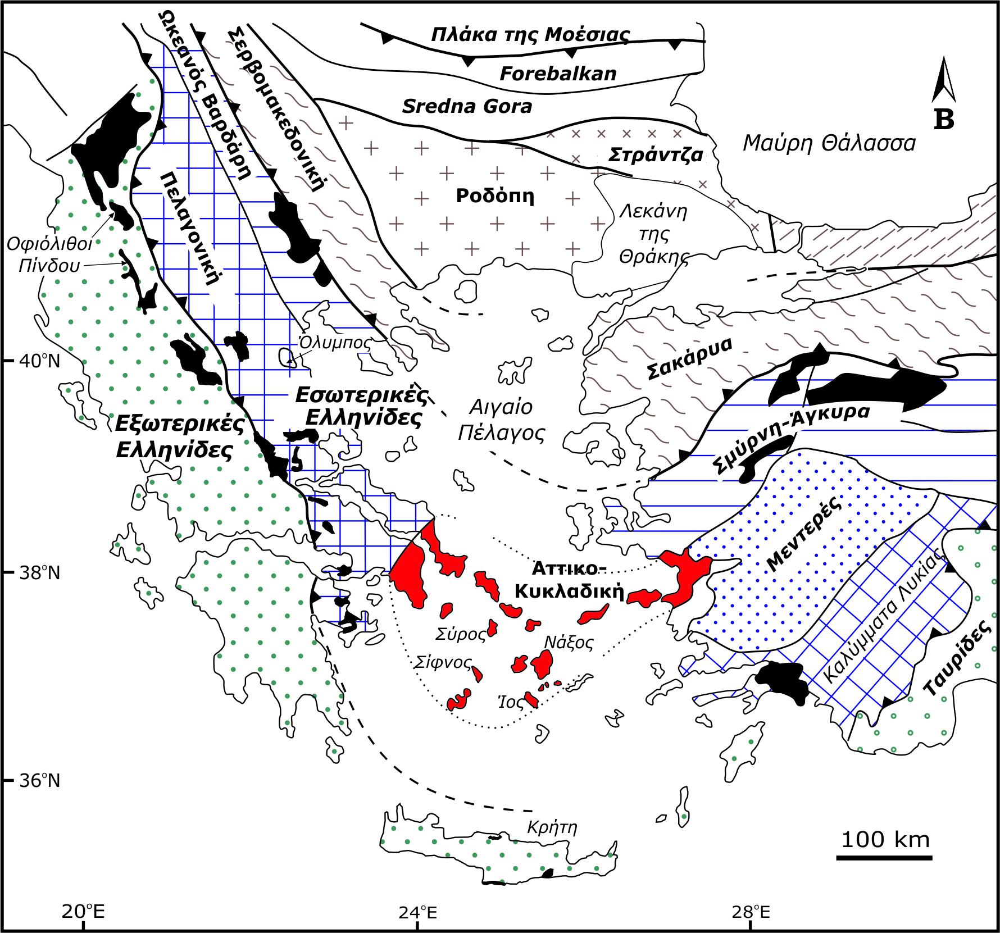 Ωκεανός Βαρδάρη
Σερβομακεδονική
Πλάκα της Μοέσιας
Forebalkan
Sredna Gora
Β
Μαύρη Θάλασσα
Στράντζα
Πελαγονική
Ροδόπη
Λεκάνη
της
Θράκης
Οφιόλιθοι
Πίνδου
Όλυμπος
40°N
Σακάρυα
Εσωτερικές
Ελληνίδες
Αιγαίο
Πέλαγος
Εξωτερικές
Ελληνίδες
Σμύρνη-Άγκυρα
Μεντερές
38°N
Αττικο-
Κυκλαδική
Καλύμματα Λυκίας
Ταυρίδες
Σύρος
Νάξος
Σίφνος
Ίος
36°N
Κρήτη
100 km
20°E
24°E
28°E